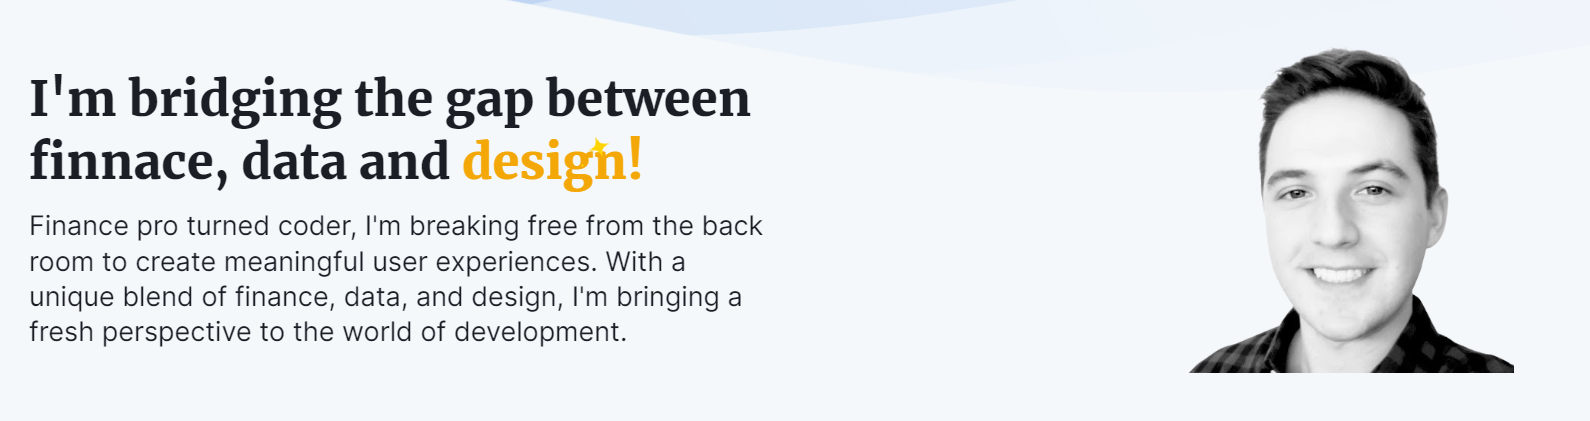 I'm bridging the gap between
finnace, data and design!
Finance pro turned coder, I'm breaking free from the back
room to create meaningful user experiences. With a
unique blend of finance, data, and design, I'm bringing a
fresh perspective to the world of development.